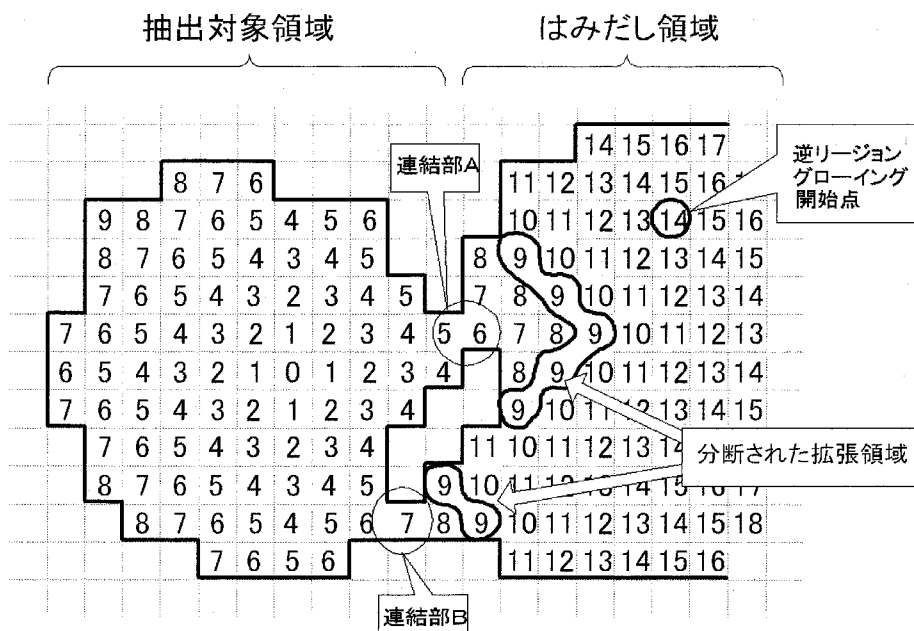 抽出対象領域 はみだし領域
14 15 16 17
連結部A
逆リージョン
グローイング
開始点
8 7 6 11 12 13 14 15 16
9 8 7 6 5 4 5 6 10 11 12 13 14 15 16
8 7 6 5 4 3 4 5 8 9 10 11 12 13 14 15
7 6 5 4 3 2 3 4 5 7 8 9 10 11 12 13 14
7 6 5 4 3 2 1 2 3 4 5 6 7 8 9 10 11 12 13
6 5 4 3 2 1 0 1 2 3 4 8 9 10 11 12 13 14
7 6 5 4 3 2 1 2 3 4 9 10 11 12 13 14 15
7 6 5 4 3 2 3 4 11 10 11 12 13 14
分断された拡張領域
8 7 6 5 4 3 4 5 9 10 11 12 13 14 15 16 17
8 7 6 5 4 5 6 7 8 9 10 11 12 13 14 15 18
7 6 5 6 11 12 13 14 15 16
連結部B